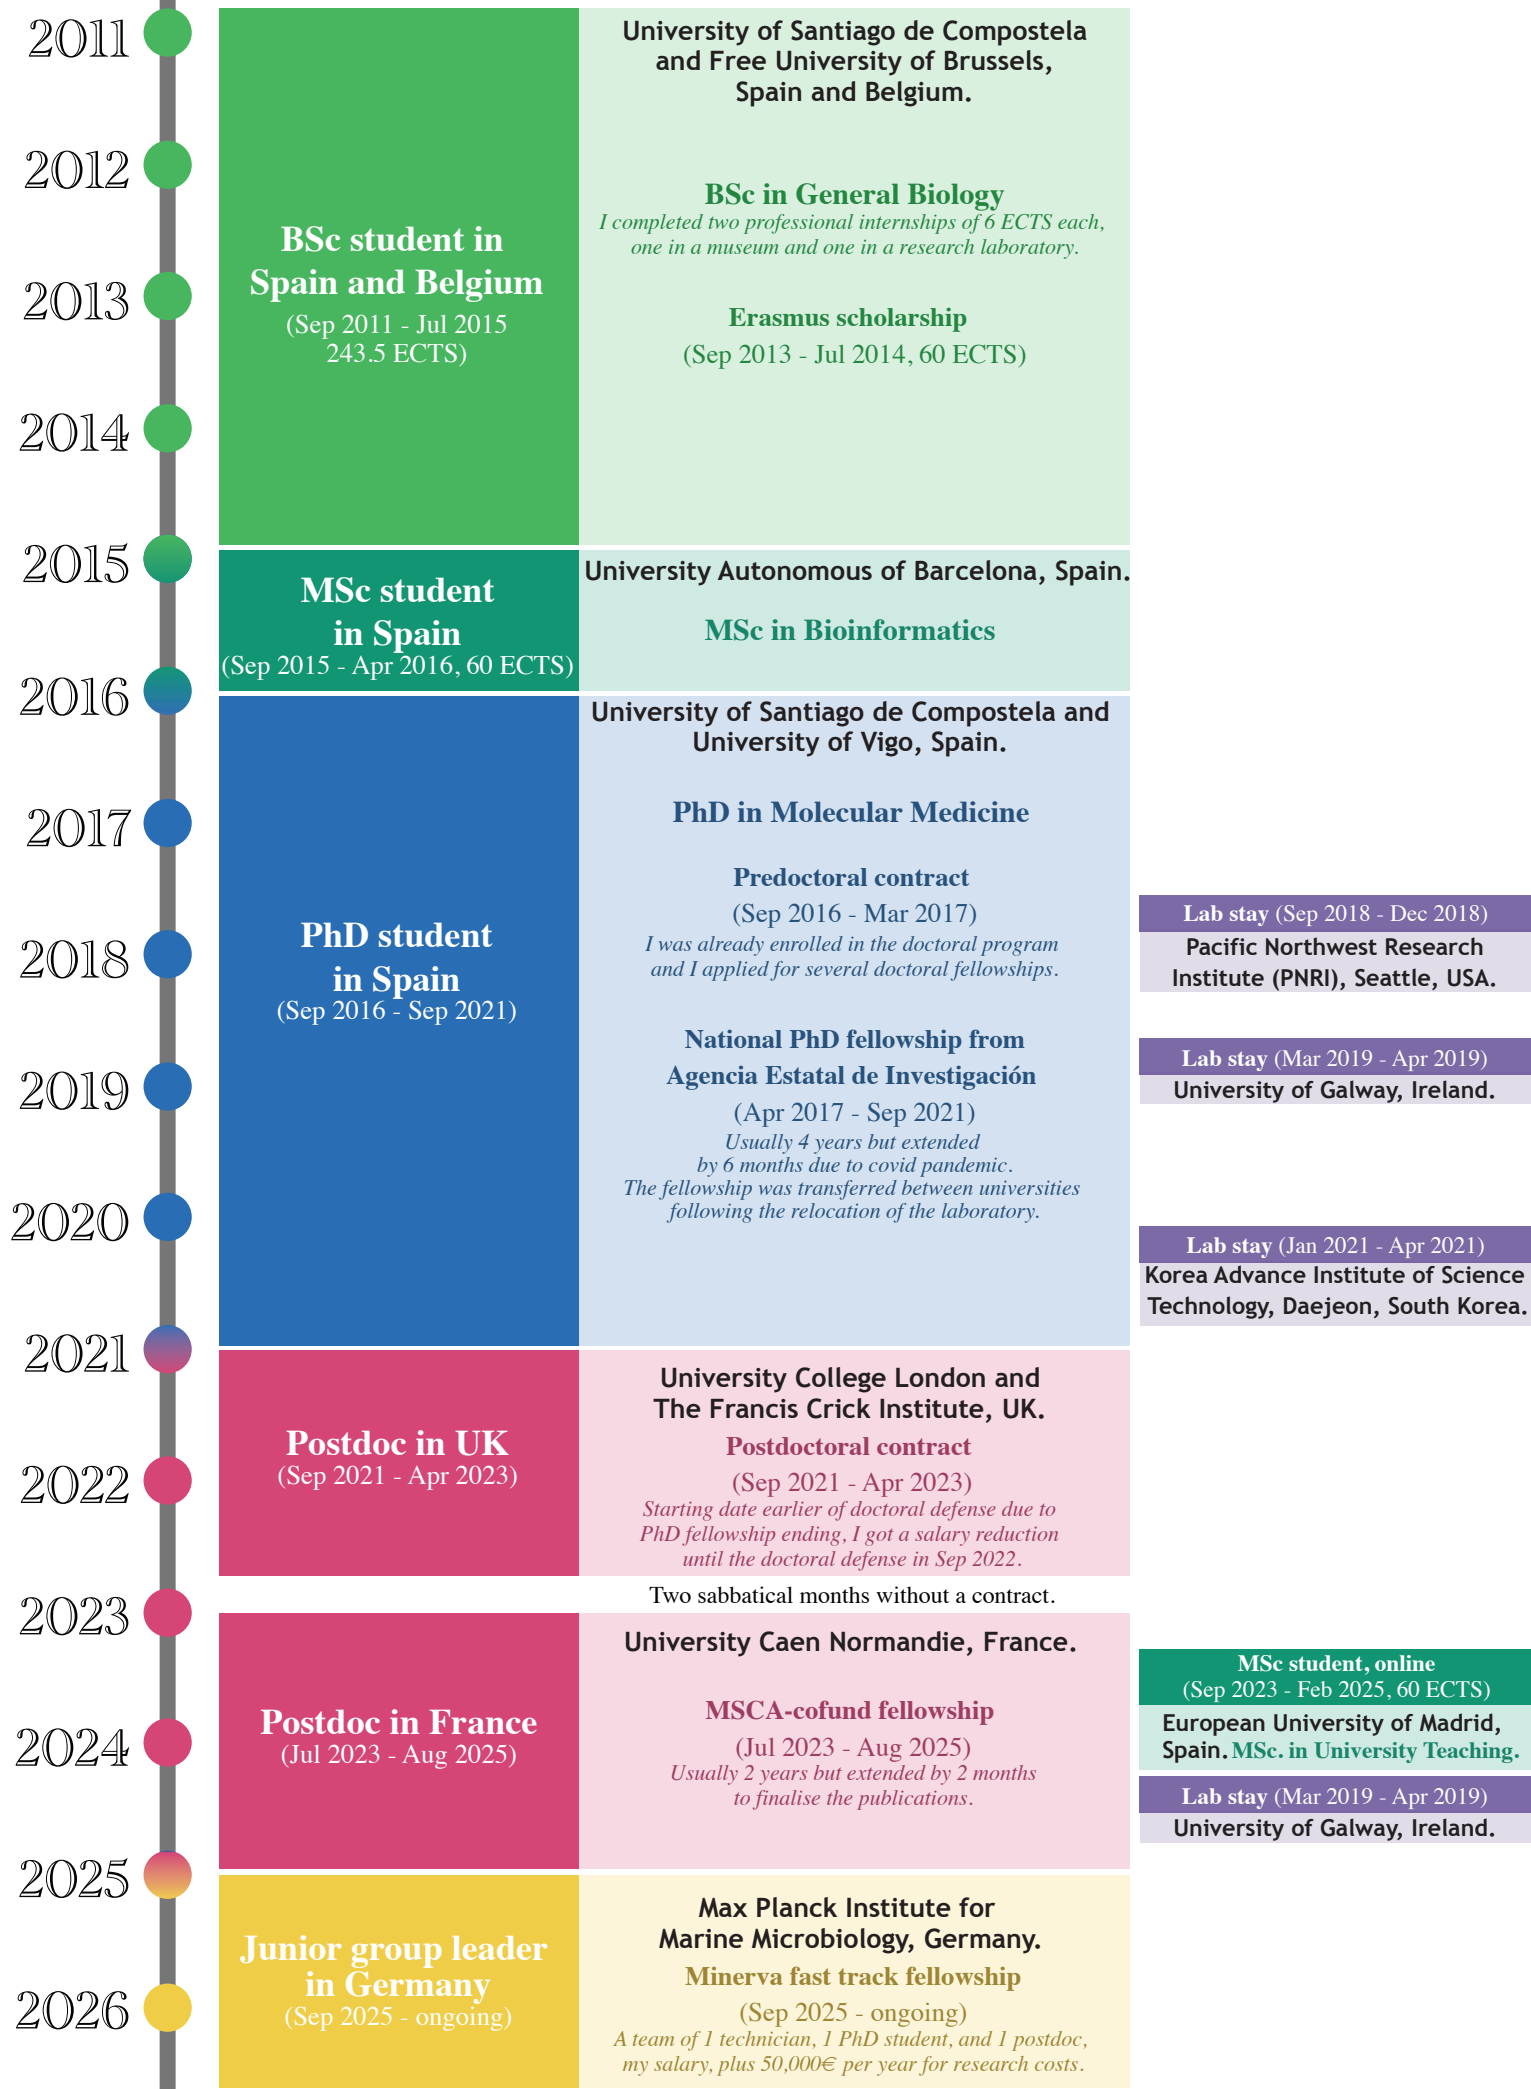 2011
2012
2013
2014
2015
2016
2017
2018
2019
2020
2021
2022
2023
2024
2025
2026
BSc student in
Spain and Belgium
(Sep 2011 - Jul 2015
243.5 ECTS)
University of Santiago de Compostela
and Free University of Brussels,
Spain and Belgium.
BSc in General Biology
I completed two professional internships of 6 ECTS each,
one in a museum and one in a research laboratory.
Erasmus scholarship
(Sep 2013 - Jul 2014, 60 ECTS)
MSc student
in Spain
(Sep 2015 - Apr 2016, 60 ECTS)
University Autonomous of Barcelona, Spain.
MSc in Bioinformatics
PhD student
in Spain
(Sep 2016 - Sep 2021)
University of Santiago de Compostela and
University of Vigo, Spain.
PhD in Molecular Medicine
Predoctoral contract
(Sep 2016 - Mar 2017)
I was already enrolled in the doctoral program
and I applied for several doctoral fellowships.
National PhD fellowship from
Agencia Estatal de Investigación
(Apr 2017 - Sep 2021)
Usually 4 years but extended
by 6 months due to covid pandemic.
The fellowship was transferred between universities
following the relocation of the laboratory.
Lab stay (Sep 2018 - Dec 2018)
Pacific Northwest Research
Institute (PNRI), Seattle, USA.
Lab stay (Mar 2019 - Apr 2019)
University of Galway, Ireland.
Lab stay (Jan 2021 - Apr 2021)
Korea Advance Institute of Science
Technology, Daejeon, South Korea.
Postdoc in UK
(Sep 2021 - Apr 2023)
University College London and
The Francis Crick Institute, UK.
Postdoctoral contract
(Sep 2021 - Apr 2023)
Starting date earlier of doctoral defense due to
PhD fellowship ending, I got a salary reduction
until the doctoral defense in Sep 2022.
Two sabbatical months without a contract.
Postdoc in France
(Jul 2023 - Aug 2025)
University Caen Normandie, France.
MSCA-cofund fellowship
(Jul 2023 - Aug 2025)
Usually 2 years but extended by 2 months
to finalise the publications.
MSc student, online
(Sep 2023 - Feb 2025, 60 ECTS)
European University of Madrid,
Spain. MSc. in University Teaching.
Lab stay (Mar 2019 - Apr 2019)
University of Galway, Ireland.
Junior group leader
in Germany
(Sep 2025 - ongoing)
Max Planck Institute for
Marine Microbiology, Germany.
Minerva fast track fellowship
(Sep 2025 - ongoing)
A team of 1 technician, 1 PhD student, and 1 postdoc,
my salary, plus 50,000€ per year for research costs.